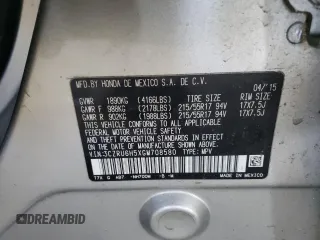 MFD.BY HONDA DE MEXICO S.A. DE C.V.
04/'15
GVWR 1890KG (4166LBS) TIRE SIZE RIM SIZE
GAWR F 988KG (2178LBS) 215/55R17 94V 17X7.5J
GAWR R 902KG (1988LBS) 215/55R17 94V 17X7.5J
THIS VEHICLE CONFORMS TO ALL APPLICABLE FEDERAL MOTOR VEHICLE SAFETY, BUMPER, AND THEFT PREVENTION STANDARDS IN EFFECT ON THE DATE OF MANUFACTURE SHOWN ABOVE.
VIN:3CZRU6H5XGM708580 TYPE: MPV
MADE IN MEXICO